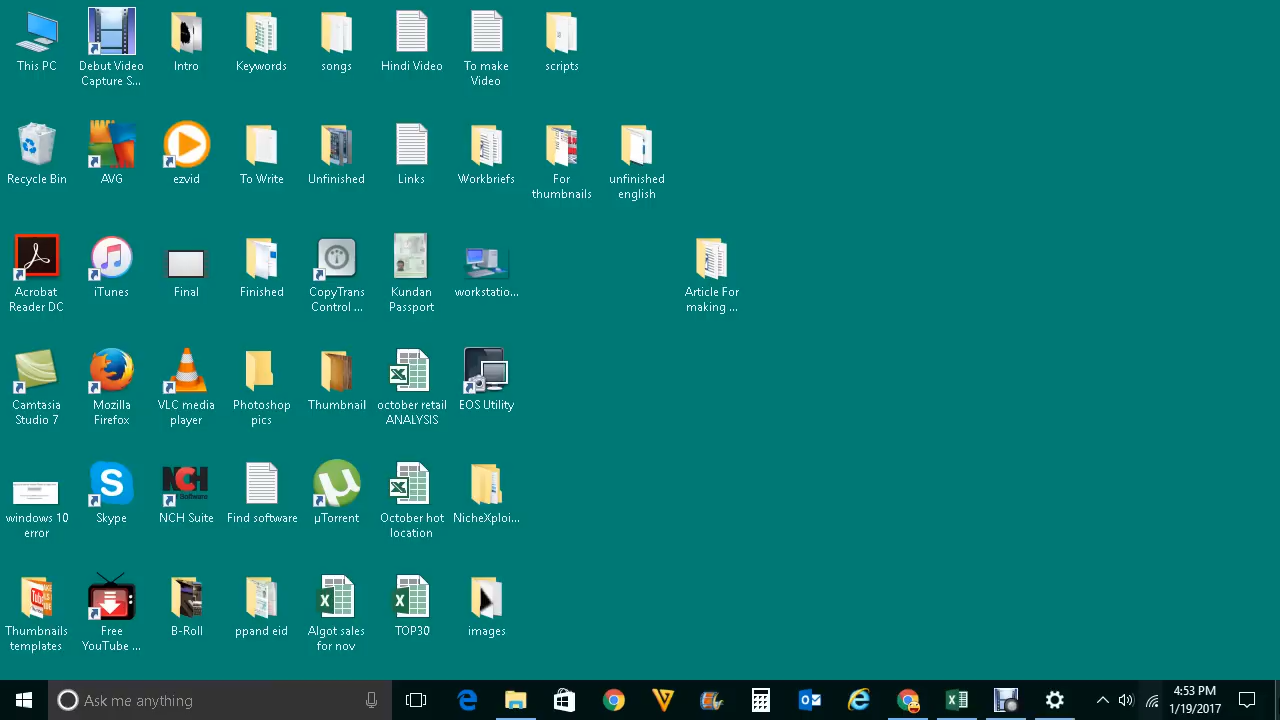 This PC
Debut Video
Capture S...
Intro
Keywords
songs
Hindi Video
To make
Video
scripts
Recycle Bin
AVG
ezvid
To Write
Unfinished
Links
Workbriefs
For
thumbnails
unfinished
english
Acrobat
Reader DC
iTunes
Final
Finished
CopyTrans
Control ...
Kundan
Passport
workstatio...
Article For
making ...
Camtasia
Studio 7
Mozilla
Firefox
VLC media
player
Photoshop
pics
Thumbnail
october retail
ANALYSIS
EOS Utility
windows 10
error
Skype
NCH
NCH Suite
Find software
µTorrent
October hot
location
NicheXploi...
Thumbnails
templates
Free
YouTube ...
B-Roll
ppand eid
Algot sales
for nov
TOP30
images
Ask me anything
4:53 PM
1/19/2017